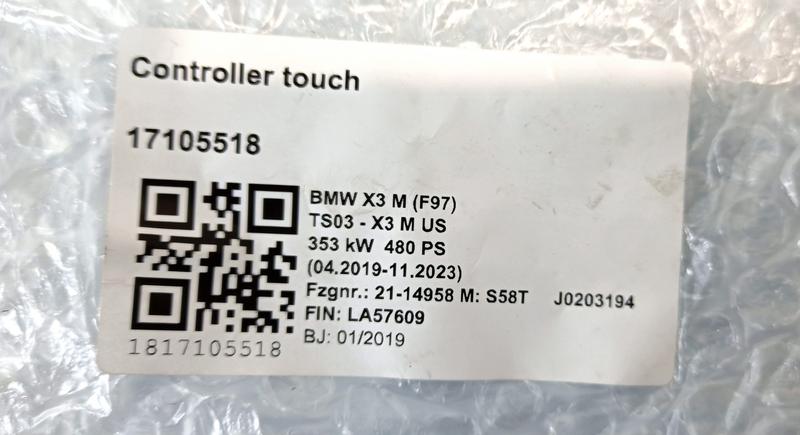 Controller touch
17105518
BMW X3 M (F97)
TS03 - X3 M US
353 kW 480 PS
(04.2019-11.2023)
Fzgnr.: 21-14958 M: S58T J0203194
FIN: LA57609
BJ: 01/2019
1817105518